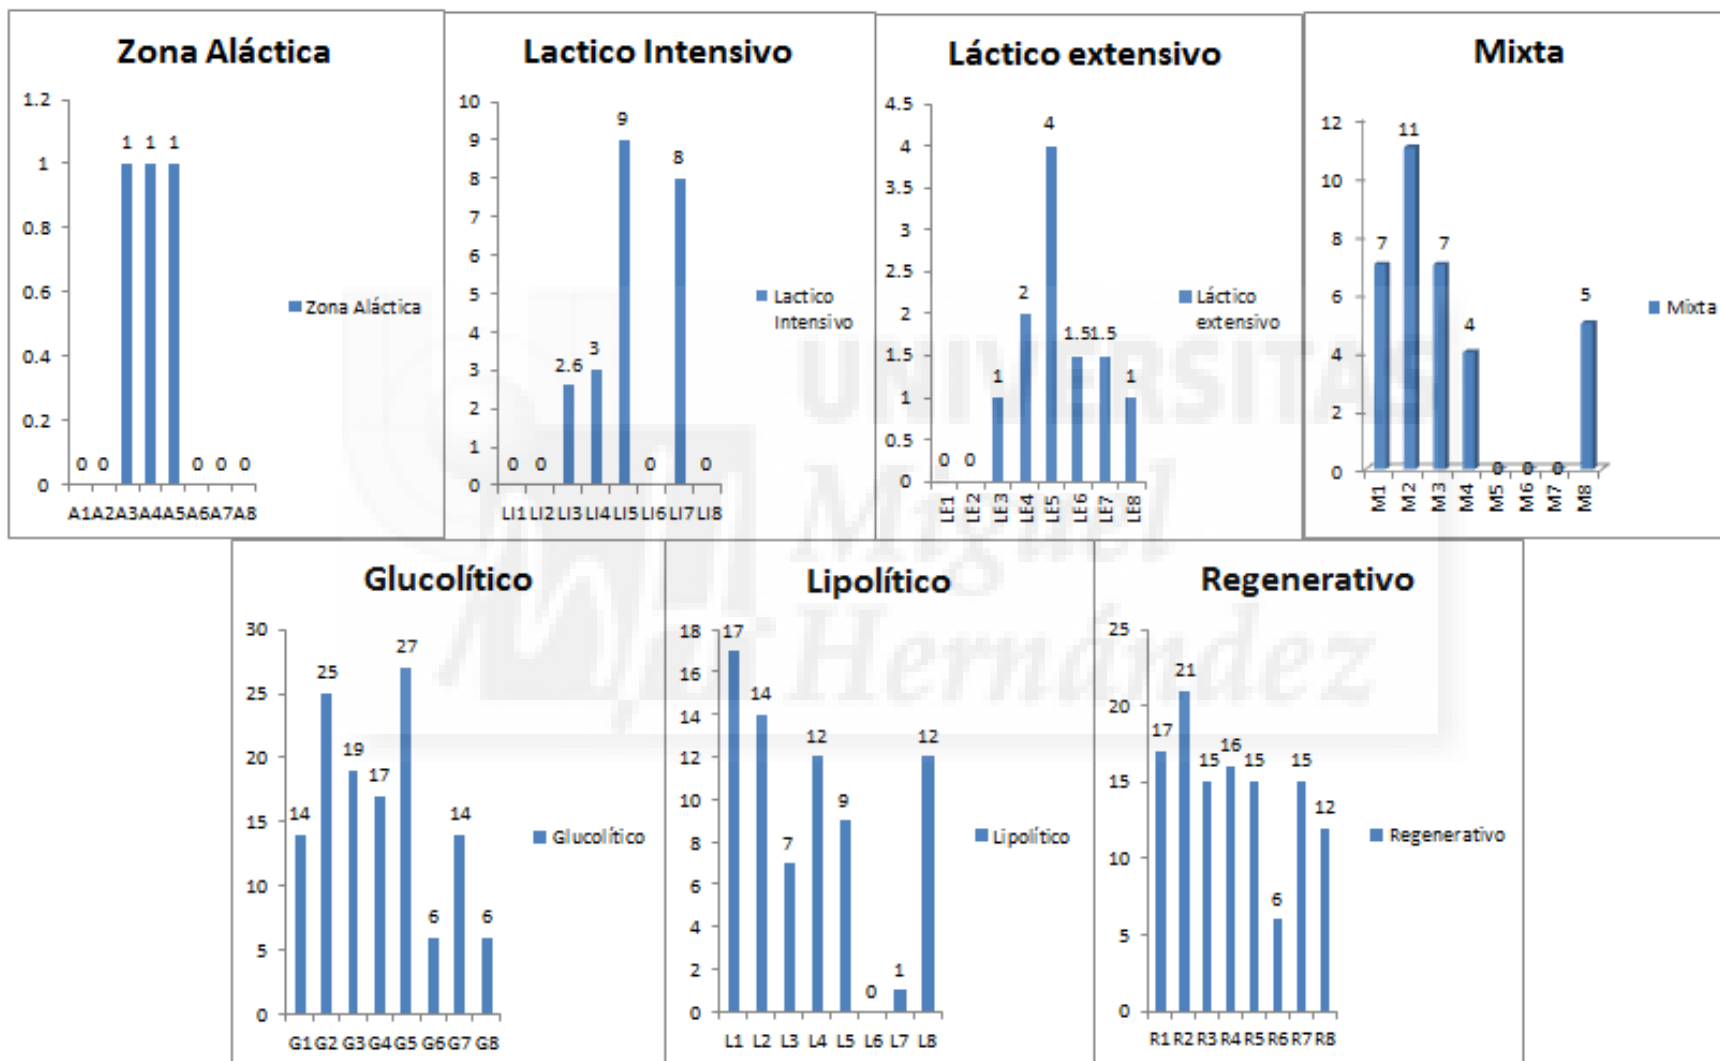 Zona Aláctica
1.2
1
0.8
0.6
0.4
0.2
0
0 0 1 1 1 0 0 0
A1 A2 A3 A4 A5 A6 A7 A8
Zona Aláctica
Lactico Intensivo
10
9
8
7
6
5
4
3
2
1
0
0 0 2.6 3 9 0 8 0
LI1 LI2 LI3 LI4 LI5 LI6 LI7 LI8
Lactico
Intensivo
Láctico extensivo
4.5
4
3.5
3
2.5
2
1.5
1
0.5
0
0 0 1 2 4 1.5 1.5 1
LE1 LE2 LE3 LE4 LE5 LE6 LE7 LE8
Láctico
extensivo
Mixta
12
10
8
6
4
2
0
7 11 7 4 0 0 0 5
M1 M2 M3 M4 M5 M6 M7 M8
Mixta
UNIVERSITAS
Miguel
Hernández
Glucolítico
30
25
20
15
10
5
0
14 25 19 17 27 6 14 6
G1 G2 G3 G4 G5 G6 G7 G8
Glucolítico
Lipolítico
18
16
14
12
10
8
6
4
2
0
17 14 7 12 9 0 1 12
L1 L2 L3 L4 L5 L6 L7 L8
Lipolítico
Regenerativo
25
20
15
10
5
0
17 21 15 16 15 6 15 12
R1 R2 R3 R4 R5 R6 R7 R8
Regenerativo